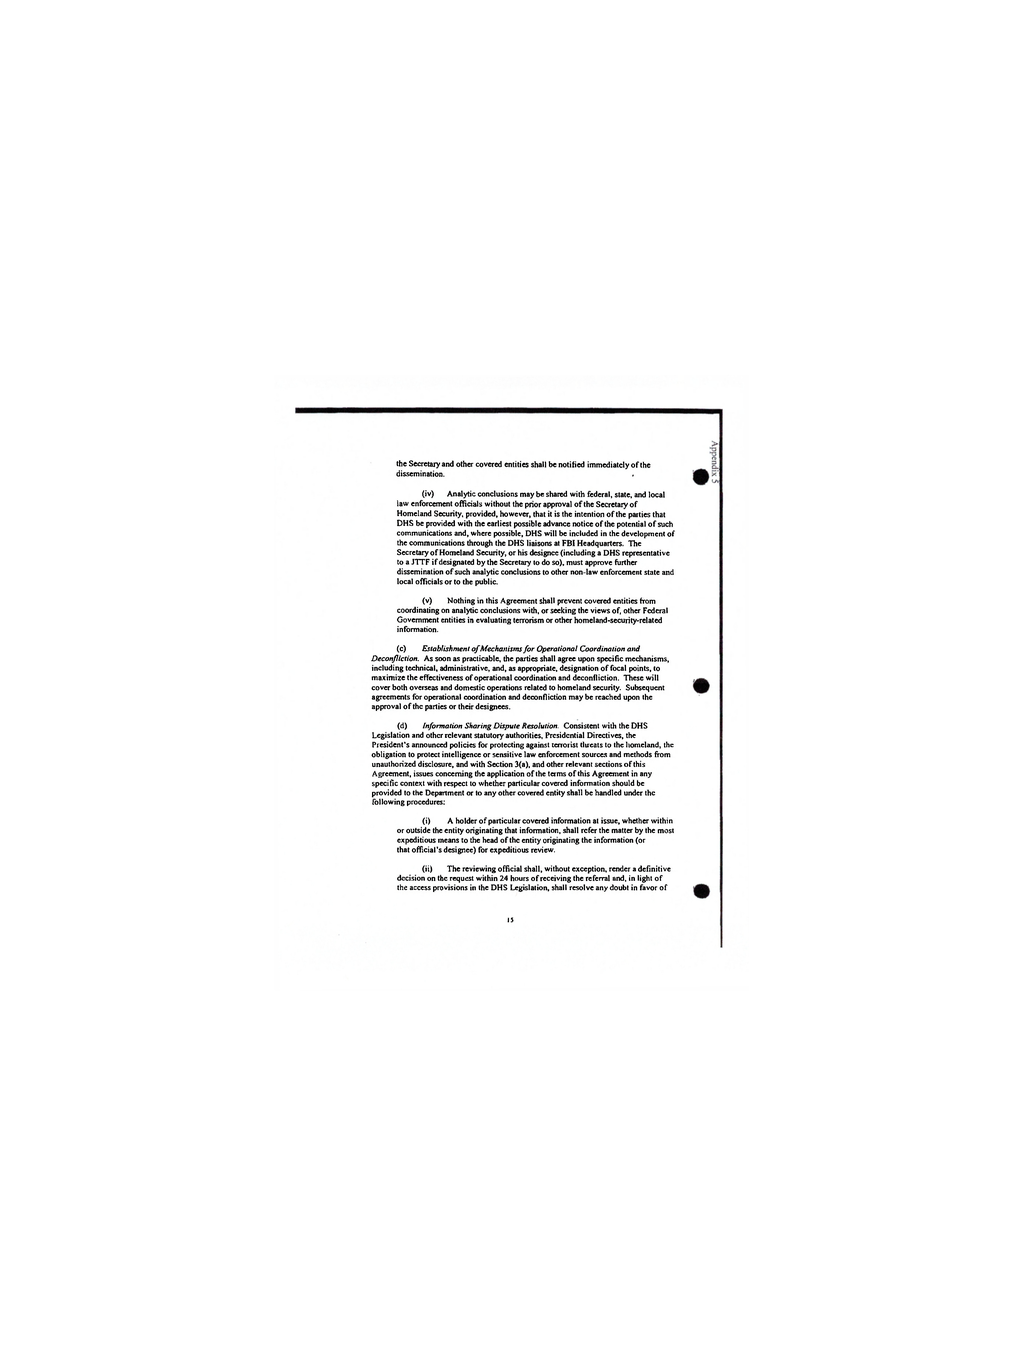 Appendix 5
the Secretary and other covered entities shall be notified immediately of the
dissemination.
(iv) Analytic conclusions may be shared with federal, state, and local
law enforcement officials without the prior approval of the Secretary of
Homeland Security, provided, however, that it is the intention of the parties that
DHS be provided with the earliest possible advance notice of the potential of such
communications and, where possible, DHS will be included in the development of
the communications through the DHS liaisons at FBI Headquarters. The
Secretary of Homeland Security, or his designee (including a DHS representative
to a JTTF if designated by the Secretary to do so), must approve further
dissemination of such analytic conclusions to other non-law enforcement state and
local officials or to the public.
(v) Nothing in this Agreement shall prevent covered entities from
coordinating on analytic conclusions with, or seeking the views of, other Federal
Government entities in evaluating terrorism or other homeland-security-related
information.
(c) Establishment of Mechanisms for Operational Coordination and
Deconfliction. As soon as practicable, the parties shall agree upon specific mechanisms,
including technical, administrative, and, as appropriate, designation of focal points, to
maximize the effectiveness of operational coordination and deconfliction. These will
cover both overseas and domestic operations related to homeland security. Subsequent
agreements for operational coordination and deconfliction may be reached upon the
approval of the parties or their designees.
(d) Information Sharing Dispute Resolution. Consistent with the DHS
Legislation and other relevant statutory authorities, Presidential Directives, the
President's announced policies for protecting against terrorist threats to the homeland, the
obligation to protect intelligence or sensitive law enforcement sources and methods from
unauthorized disclosure, and with Section 3(a), and other relevant sections of this
Agreement, issues concerning the application of the terms of this Agreement in any
specific context with respect to whether particular covered information should be
provided to the Department or to any other covered entity shall be handled under the
following procedures:
(i) A holder of particular covered information at issue, whether within
or outside the entity originating that information, shall refer the matter by the most
expeditious means to the head of the entity originating the information (or
that official's designee) for expeditious review.
(ii) The reviewing official shall, without exception, render a definitive
decision on the request within 24 hours of receiving the referral and, in light of
the access provisions in the DHS Legislation, shall resolve any doubt in favor of
15